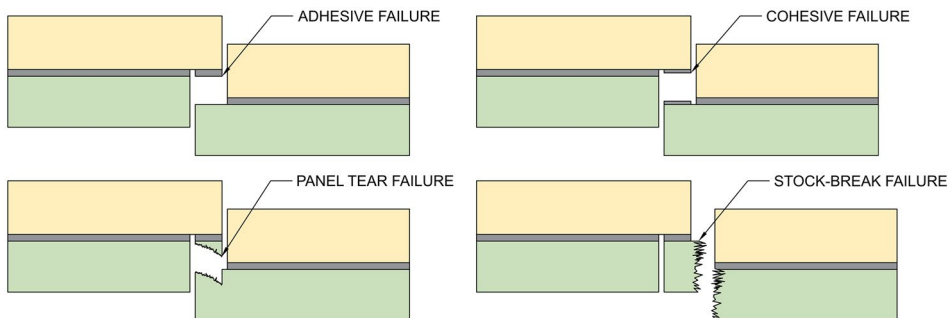 ADHESIVE FAILURE
COHESIVE FAILURE
PANEL TEAR FAILURE
STOCK-BREAK FAILURE